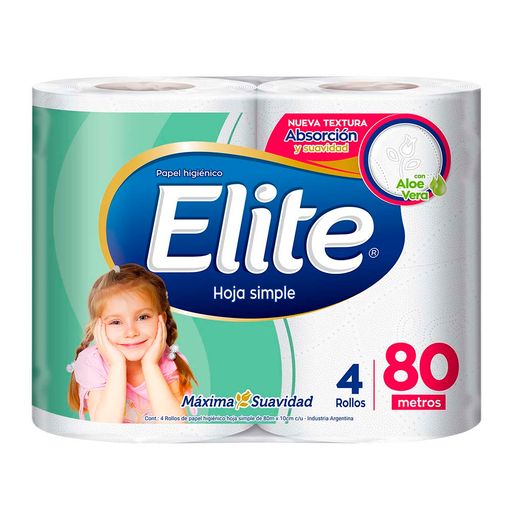 NUEVA TEXTURA
Absorción
y suavidad
con
Aloe
Vera
Papel higiénico
Elite®
Hoja simple
4
Rollos
80
metros
Máxima Suavidad
Cont.: 4 Rollos de papel higiénico hoja simple de 80m x 10cm c/u - Industria Argentina